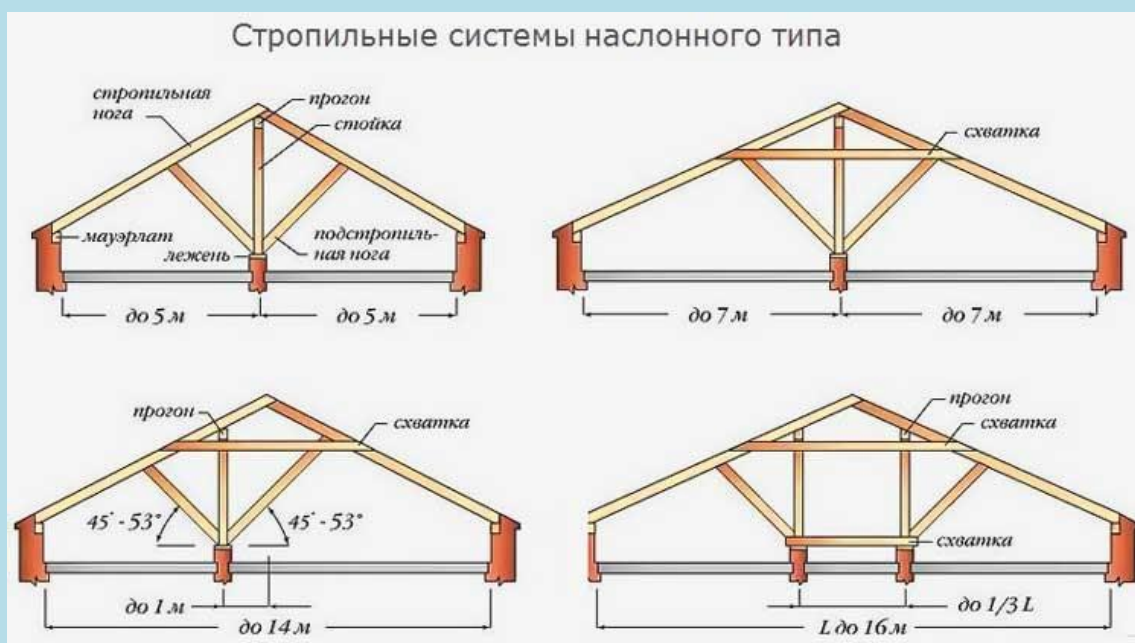 Стропильные системы наслонного типа
стропильная
нога
прогон
стойка
мауэрлат
лежень
подстропиль-
ная нога
до 5 м
до 5 м
схватка
до 7 м
до 7 м
прогон
схватка
45° - 53°
45° - 53°
до 1 м
до 14 м
прогон
схватка
схватка
до 1/3 L
L до 16 м